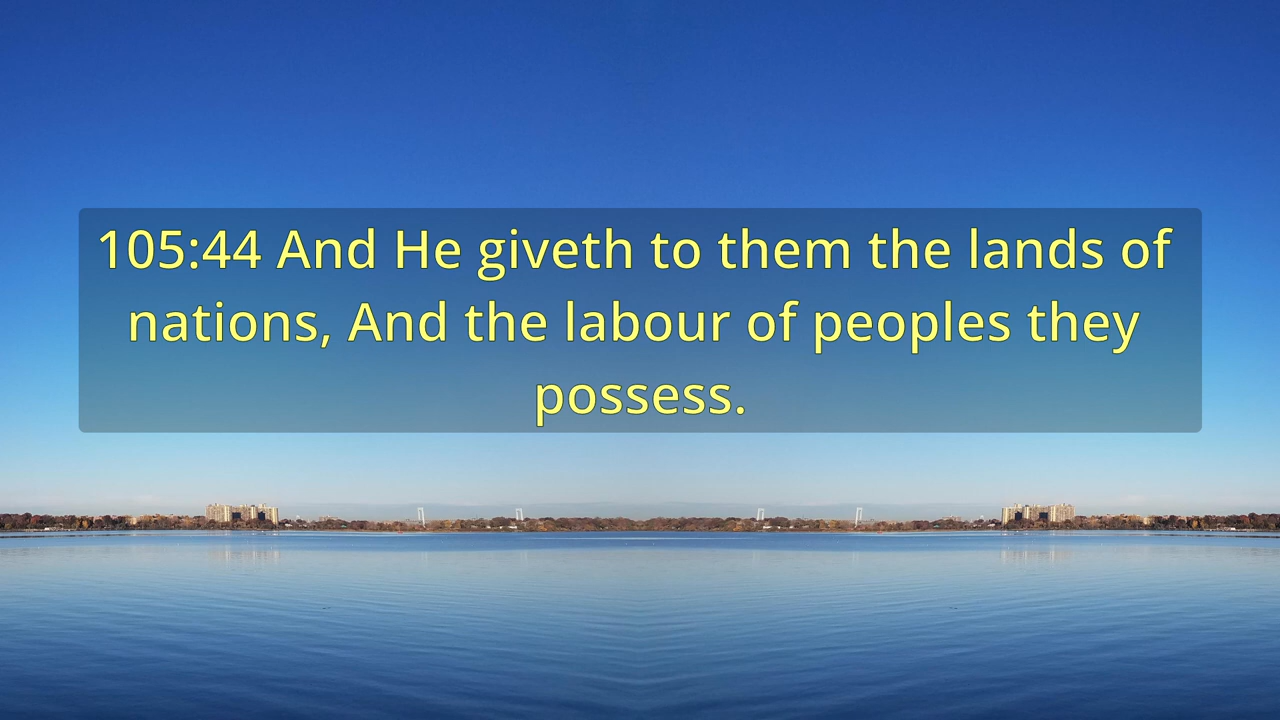 105:44 And He giveth to them the lands of
nations, And the labour of peoples they
possess.